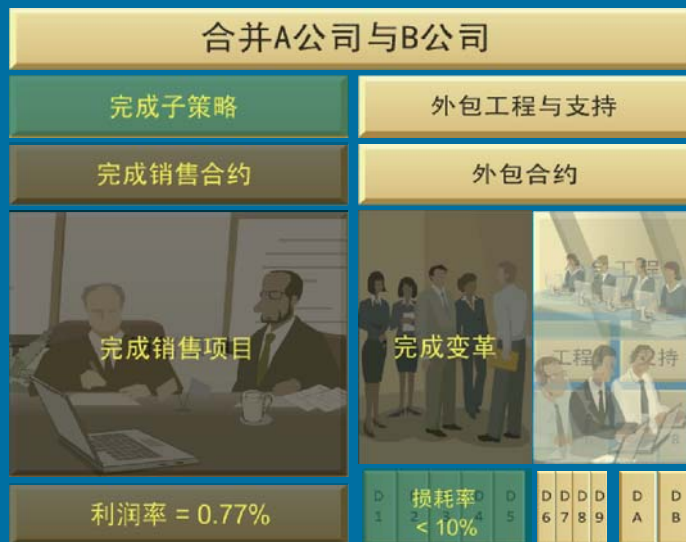 合并A公司与B公司
完成子策略
外包工程与支持
完成销售合约
外包合约
完成销售项目
完成变革
工程
工程
支持
利润率 = 0.77%
损耗率
< 10%
D 1
D 2
D 3
D 4
D 5
D 6
D 7
D 8
D 9
D A
D B